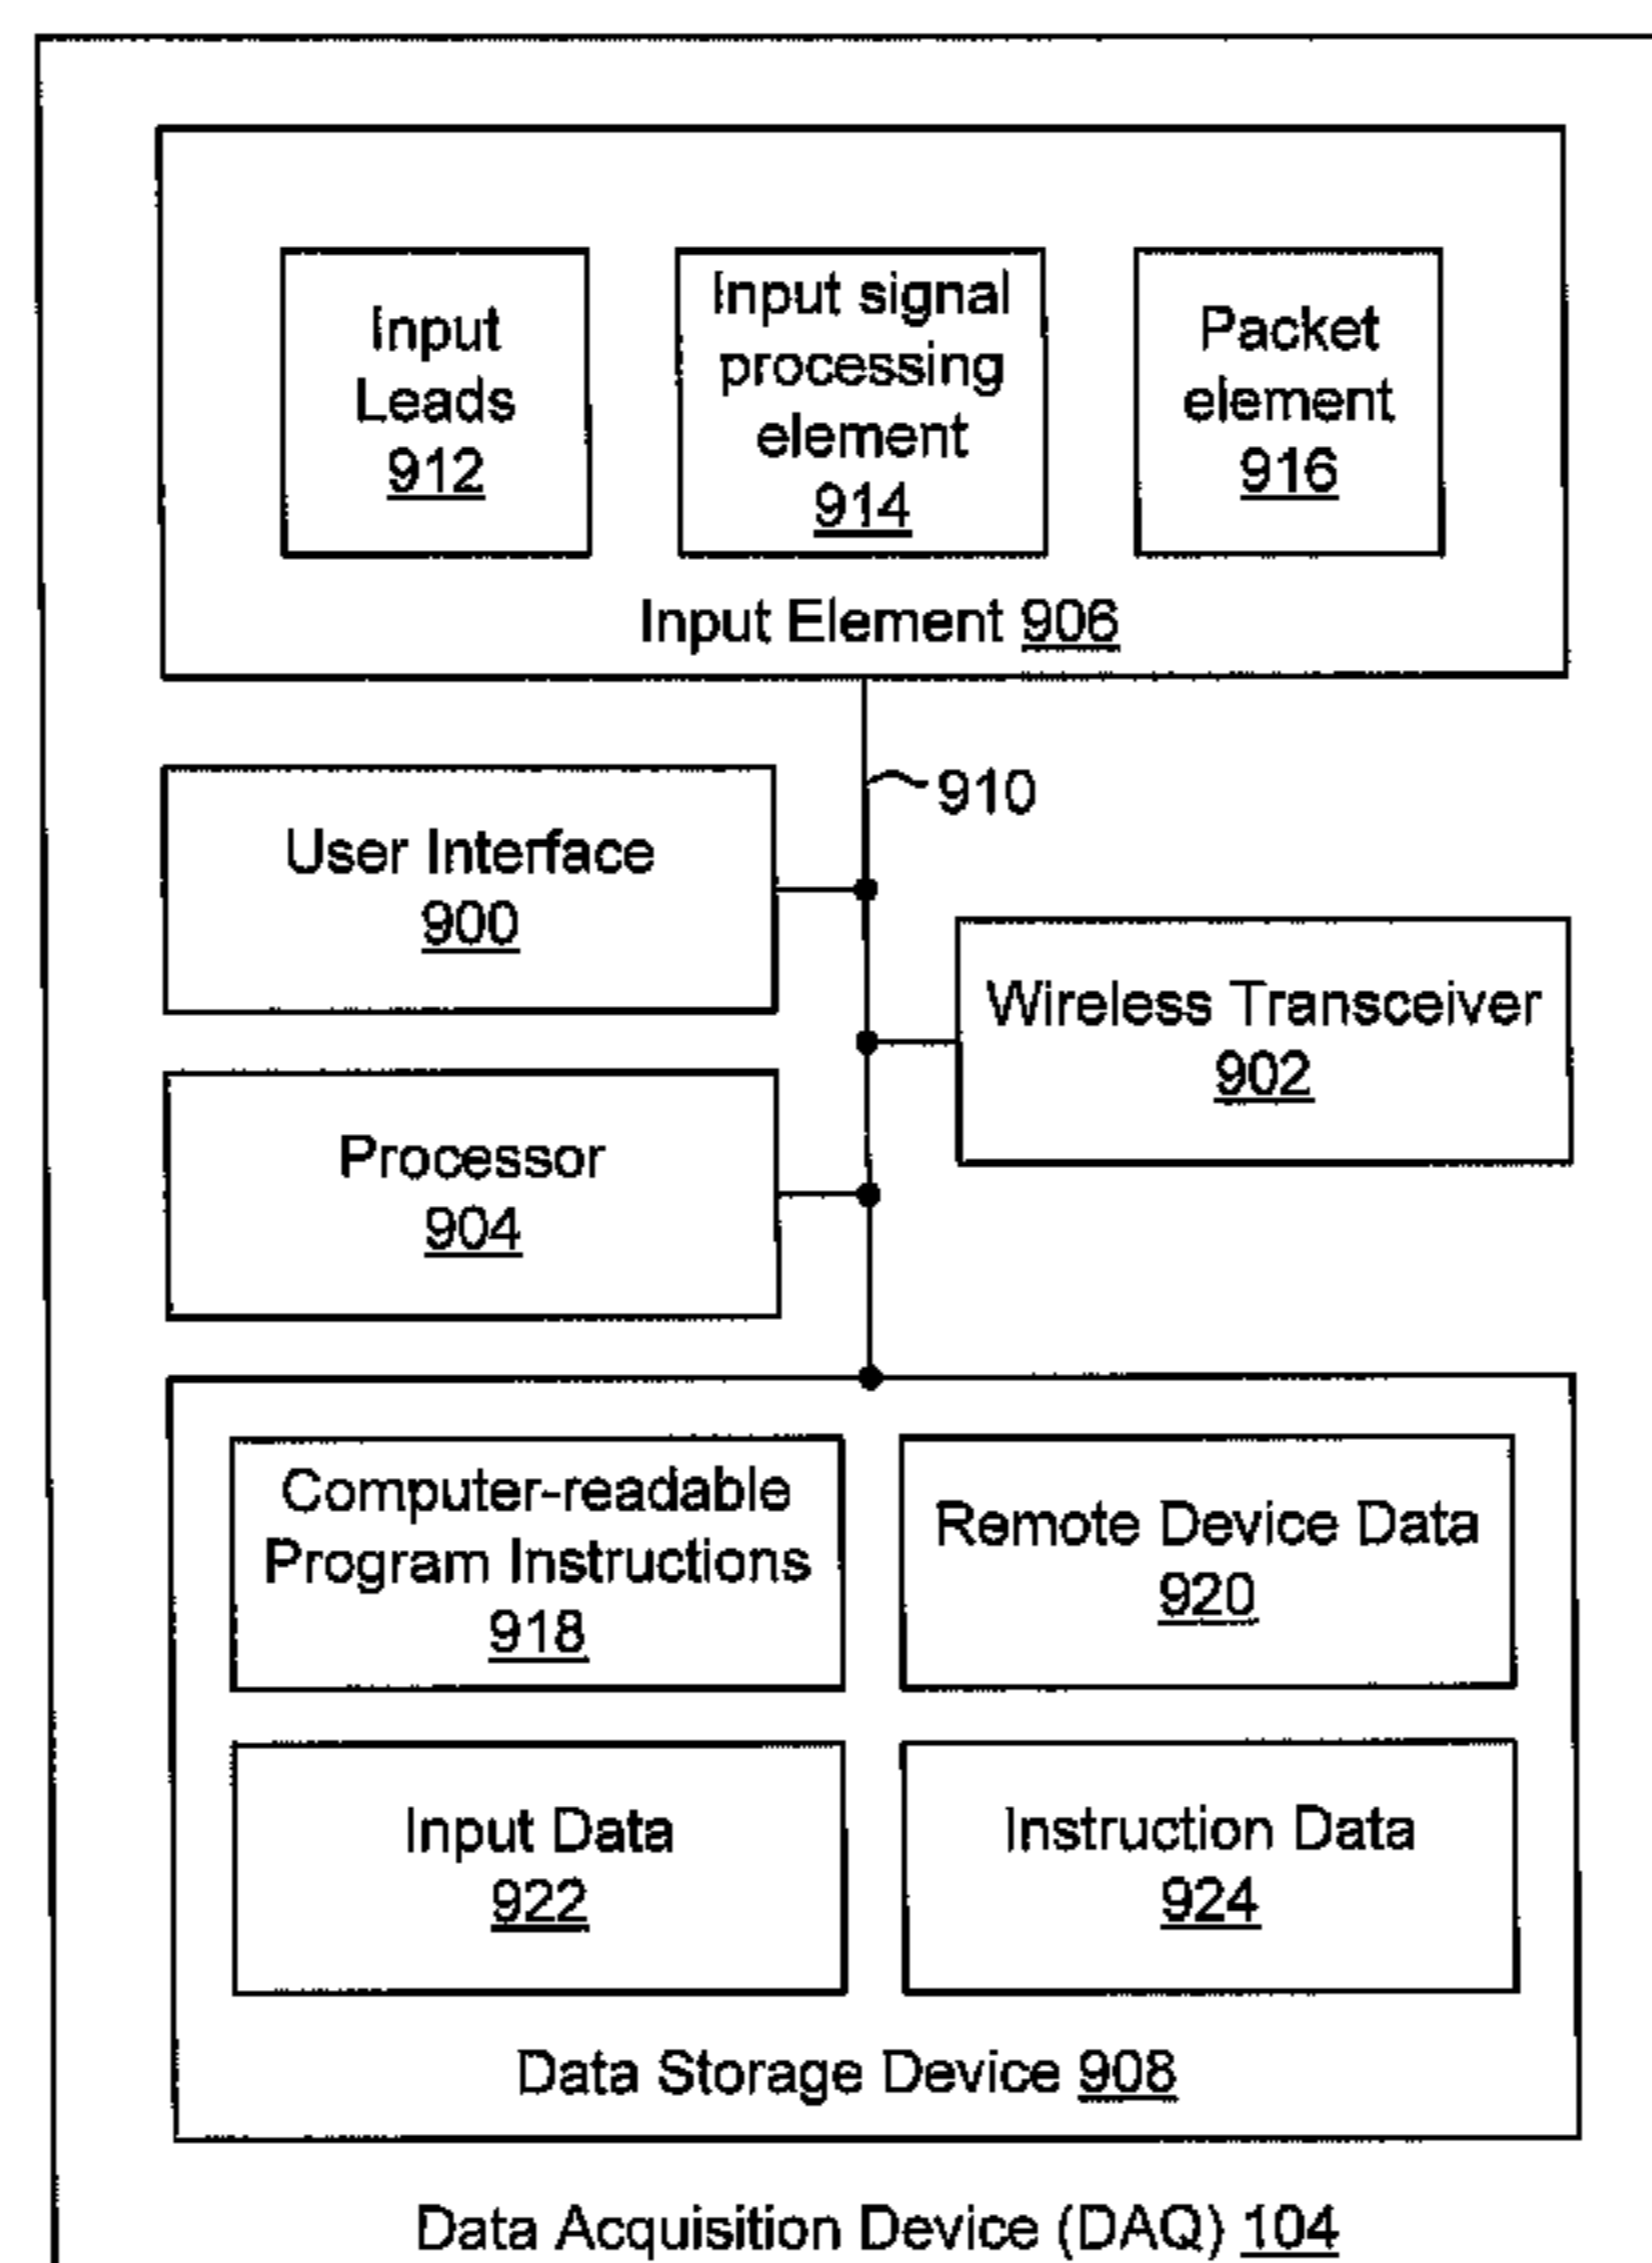 Input
Leads
912
Input signal
processing
element
914
Packet
element
916
Input Element 906
910
User Interface
900
Wireless Transceiver
902
Processor
904
Computer-readable
Program Instructions
918
Remote Device Data
920
Input Data
922
Instruction Data
924
Data Storage Device 908
Data Acquisition Device (DAQ) 104